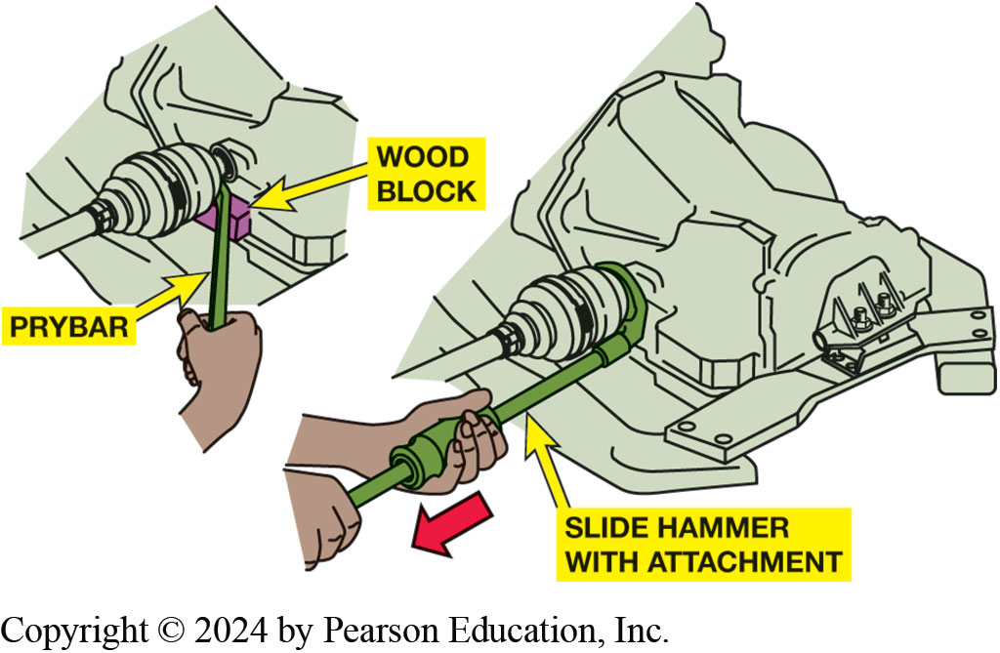 WOOD
BLOCK
PRYBAR
SLIDE HAMMER
WITH ATTACHMENT
Copyright © 2024 by Pearson Education, Inc.